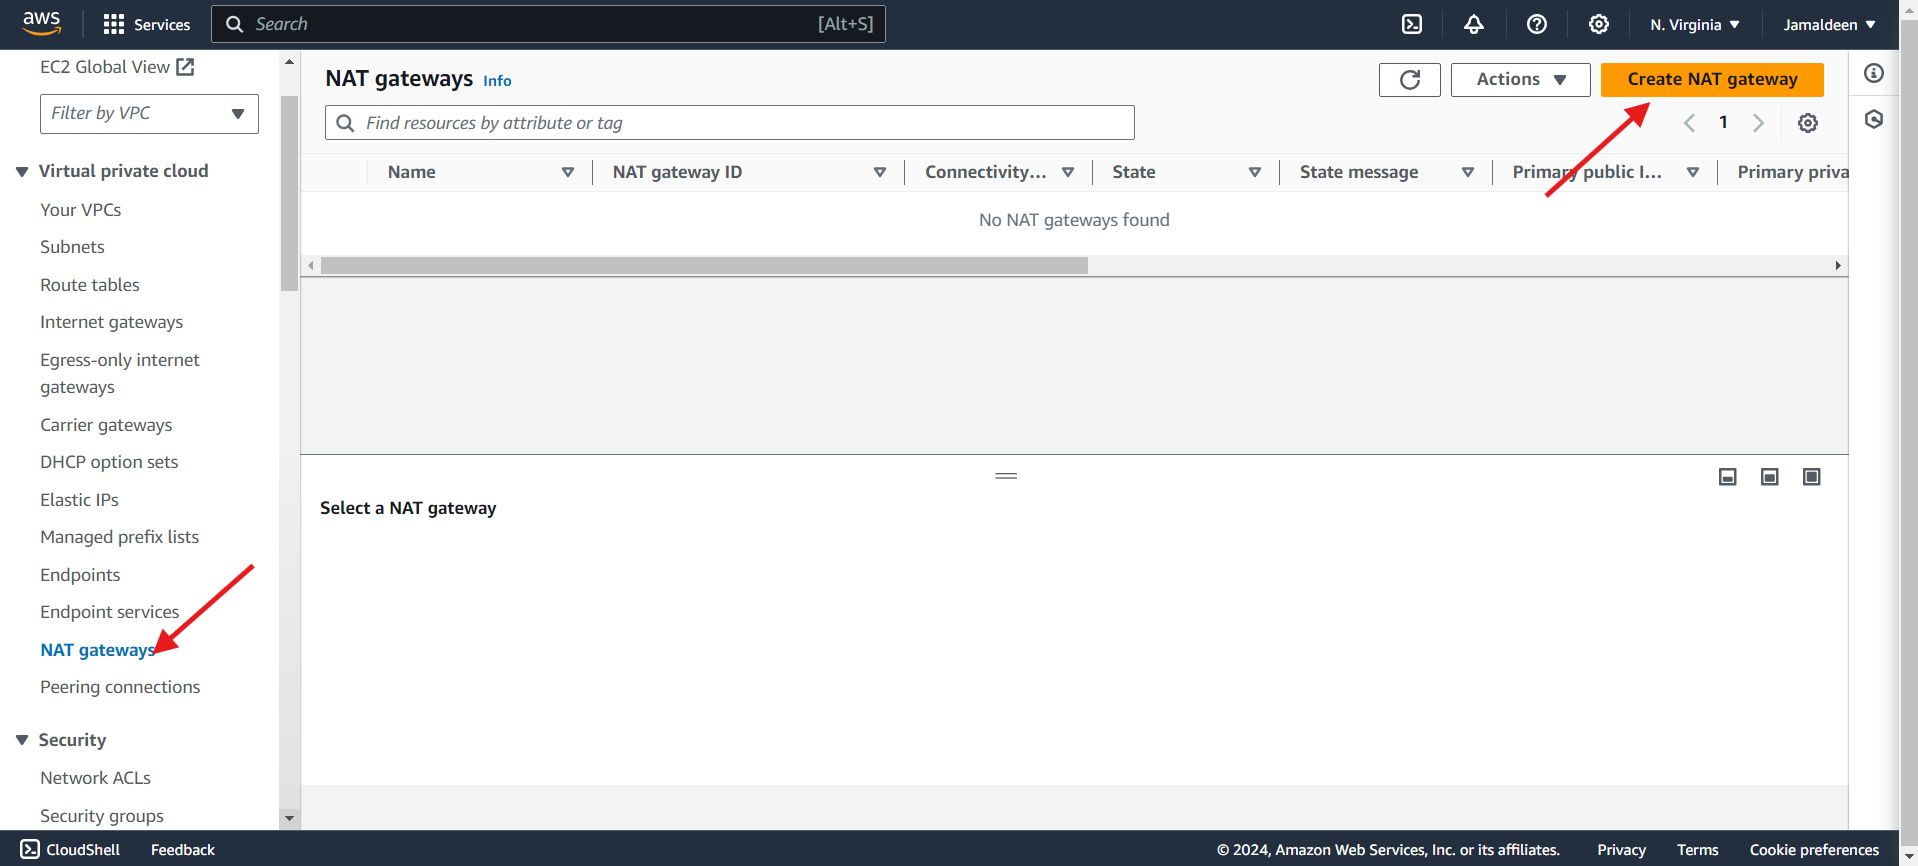 aws
Services
Search
[Alt+S]
N. Virginia
Jamaldeen
EC2 Global View
Filter by VPC
Virtual private cloud
Your VPCs
Subnets
Route tables
Internet gateways
Egress-only internet
gateways
Carrier gateways
DHCP option sets
Elastic IPs
Managed prefix lists
Endpoints
Endpoint services
NAT gateways
Peering connections
Security
Network ACLs
Security groups
NAT gateways Info
Actions
Create NAT gateway
Find resources by attribute or tag
1
Name
NAT gateway ID
Connectivity...
State
State message
Primary public I...
Primary priva
No NAT gateways found
Select a NAT gateway
CloudShell
Feedback
© 2024, Amazon Web Services, Inc. or its affiliates.
Privacy
Terms
Cookie preferences